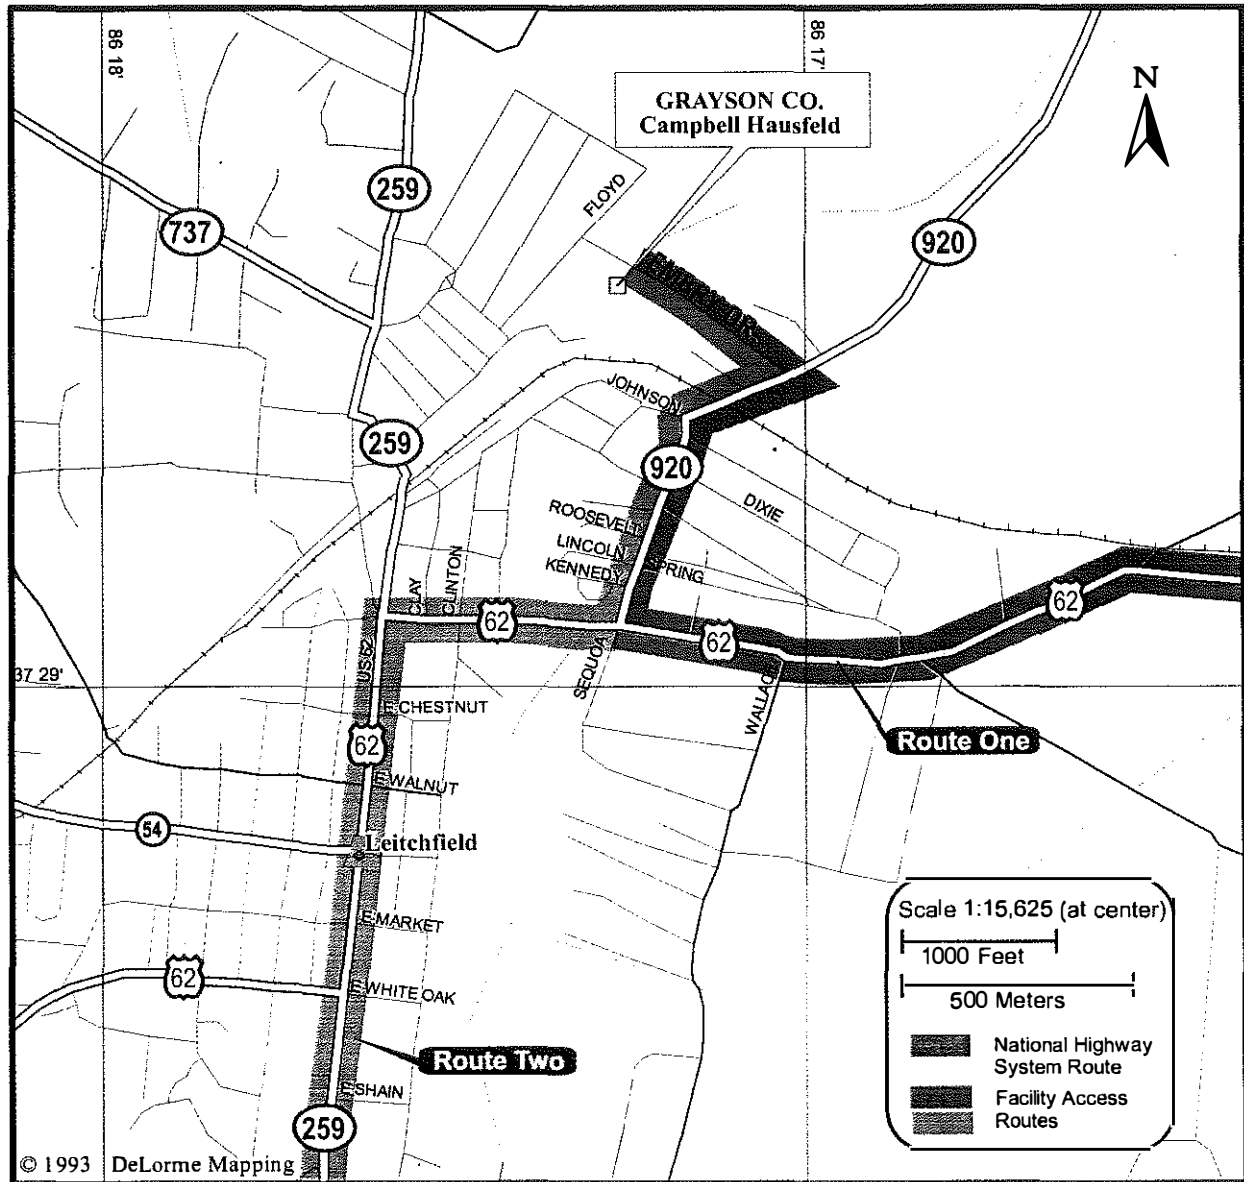 86 18'
86 17'
GRAYSON CO.
Campbell Hausfeld
N
259
737
FLOYD
920
JOHNSON
259
920
DIXIE
ROOSEVELT
LINCOLN
KENNEDY
SPRING
CLAY
CLINTON
62
62
62
US 62
SEQUOA
WALLACE
37 29'
E CHESTNUT
62
Route One
E WALNUT
54
Leitchfield
E MARKET
62
E WHITE OAK
Route Two
E SHAIN
259
Scale 1:15,625 (at center)
1000 Feet
500 Meters
National Highway
System Route
Facility Access
Routes
© 1993 DeLorme Mapping